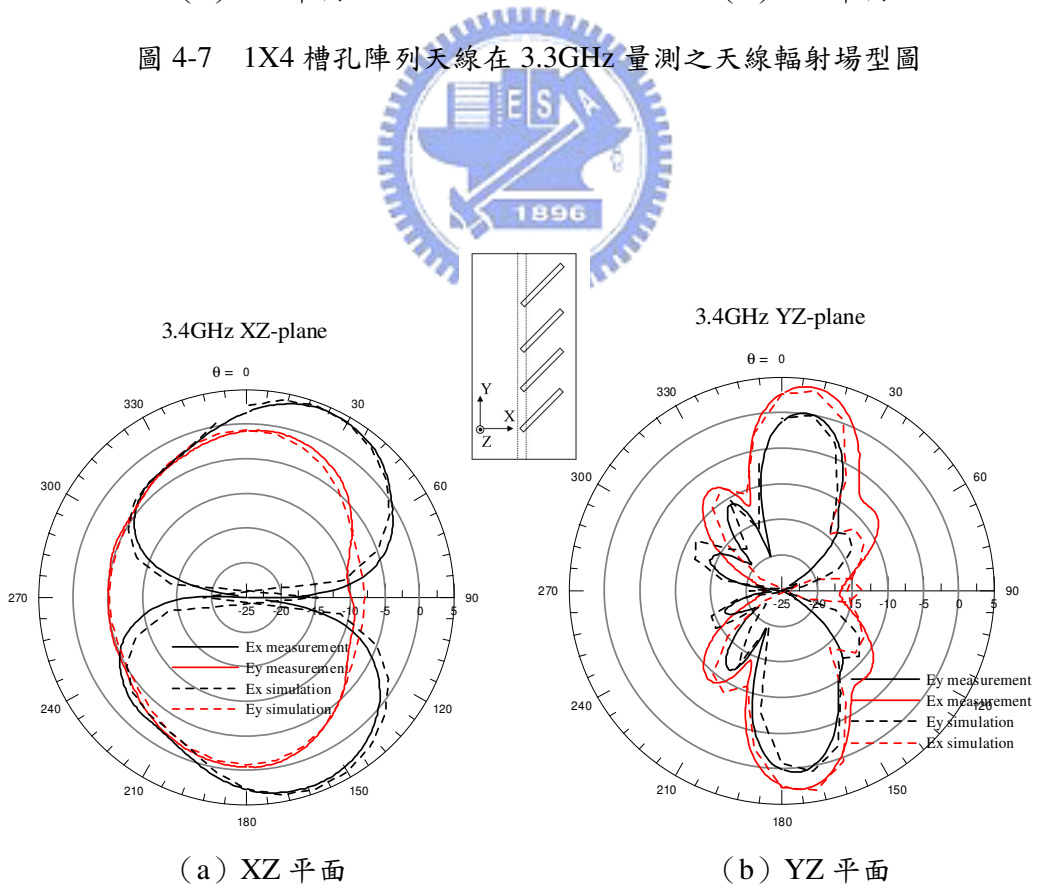 圖 4-7 1X4 槽孔陣列天線在 3.3GHz 量測之天線輻射場型圖
E S A
1896
3.4GHz XZ-plane
θ = 0
330
30
300
60
270
90
-25 -20 -15 -10 -5 0 5
240
120
210
150
180
Ex measurement
Ey measurement
Ex simulation
Ey simulation
Y
X
Z
3.4GHz YZ-plane
θ = 0
330
30
300
60
270
90
-25 -20 -15 -10 -5 0 5
240
120
210
150
180
Ey measurement
Ex measurement
Ey simulation
Ex simulation
(a) XZ 平面
(b) YZ 平面